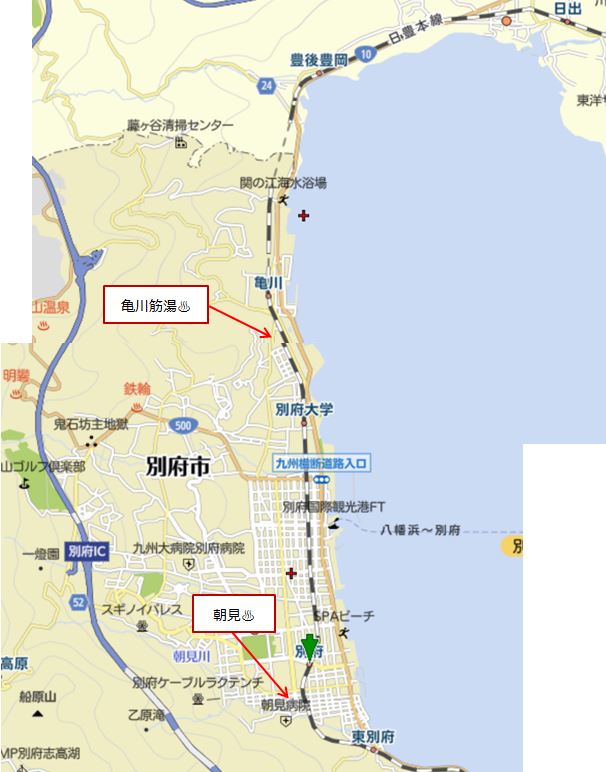 日出
日豊本線
10
豊後豊岡
24
東洋
藤ヶ谷清掃センター
関の江海水浴場
亀川
亀川筋湯♨
山温泉
明礬
鉄輪
別府大学
500
鬼石坊主地獄
九州横断道路入口
別府市
山ゴルフ倶楽部
別府国際観光港FT
八幡浜～別府
別
別府IC
九州大病院別府病院
一燈園
52
スギノイパレス
朝見♨
SPAビーチ
朝見川
別府
高原
別府ケーブルラクテンチ
船原山
朝見病院
乙原滝
東別府
MP別府志高湖